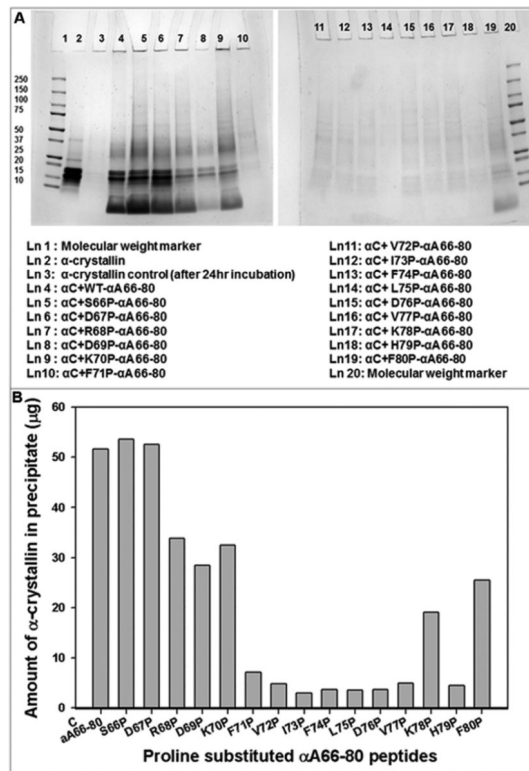 A
1 2 3 4 5 6 7 8 9 10
11 12 13 14 15 16 17 18 19 20
250
150
100
75
50
37
25
20
15
10
Ln 1 : Molecular weight marker
Ln 2 : α-crystallin
Ln 3: α-crystallin control (after 24hr incubation)
Ln 4 : αC+WT-αA66-80
Ln 5 : αC+S66P-αA66-80
Ln 6 : αC+D67P-αA66-80
Ln 7 : αC+R68P-αA66-80
Ln 8 : αC+D69P-αA66-80
Ln 9 : αC+K70P-αA66-80
Ln10: αC+F71P-αA66-80
Ln11: αC+ V72P-αA66-80
Ln12: αC+ I73P-αA66-80
Ln13: αC+ F74P-αA66-80
Ln14: αC+ L75P-αA66-80
Ln15: αC+ D76P-αA66-80
Ln16: αC+ V77P-αA66-80
Ln17: αC+ K78P-αA66-80
Ln18: αC+ H79P-αA66-80
Ln19: αC+F80P-αA66-80
Ln 20: Molecular weight marker
B
Amount of α-crystallin in precipitate (μg)
60
50
40
30
20
10
0
C
aA66-80
S66P
D67P
R68P
D69P
K70P
F71P
V72P
I73P
F74P
L75P
D76P
V77P
K78P
H79P
F80P
Proline substituted αA66-80 peptides